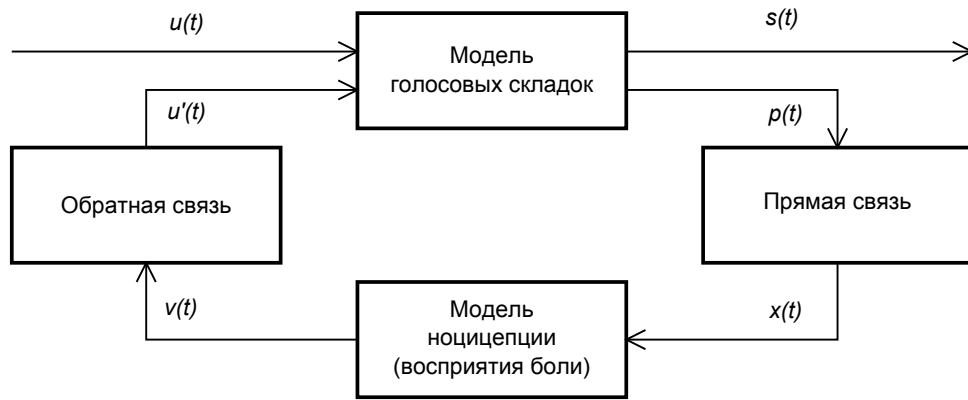 u(t)
s(t)
Модель
голосовых складок
u'(t)
p(t)
Обратная связь
Прямая связь
v(t)
Модель
ноцицепции
(восприятия боли)
x(t)